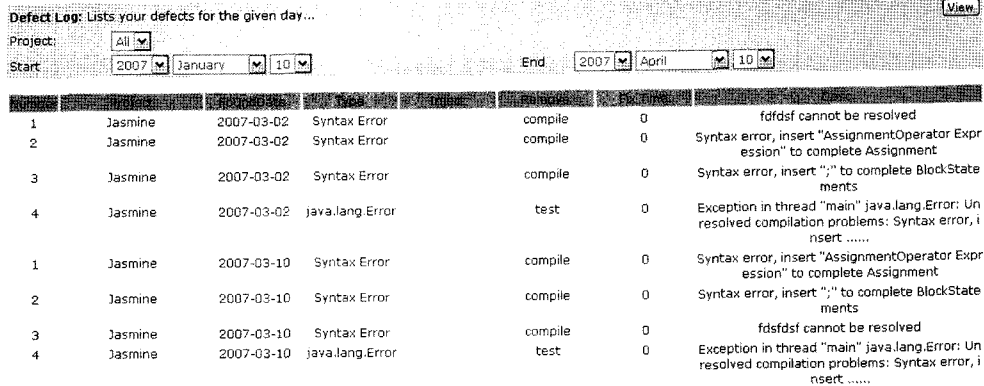 Defect Log: Lists your defects for the given day...
View
Project: All
Start 2007 January 10 End 2007 April 10
Number Project FoundDate Type Inject Remove Fix Time Desc
1 Jasmine 2007-03-02 Syntax Error compile 0 fdfdsf cannot be resolved
2 Jasmine 2007-03-02 Syntax Error compile 0 Syntax error, insert "AssignmentOperator Expr
ession" to complete Assignment
3 Jasmine 2007-03-02 Syntax Error compile 0 Syntax error, insert ";" to complete BlockState
ments
4 Jasmine 2007-03-02 java.lang.Error test 0 Exception in thread "main" java.lang.Error: Un
resolved compilation problems: Syntax error, i
nsert ......
1 Jasmine 2007-03-10 Syntax Error compile 0 Syntax error, insert "AssignmentOperator Expr
ession" to complete Assignment
2 Jasmine 2007-03-10 Syntax Error compile 0 Syntax error, insert ";" to complete BlockState
ments
3 Jasmine 2007-03-10 Syntax Error compile 0 fdsfdsf cannot be resolved
4 Jasmine 2007-03-10 java.lang.Error test 0 Exception in thread "main" java.lang.Error: Un
resolved compilation problems: Syntax error, i
nsert ......